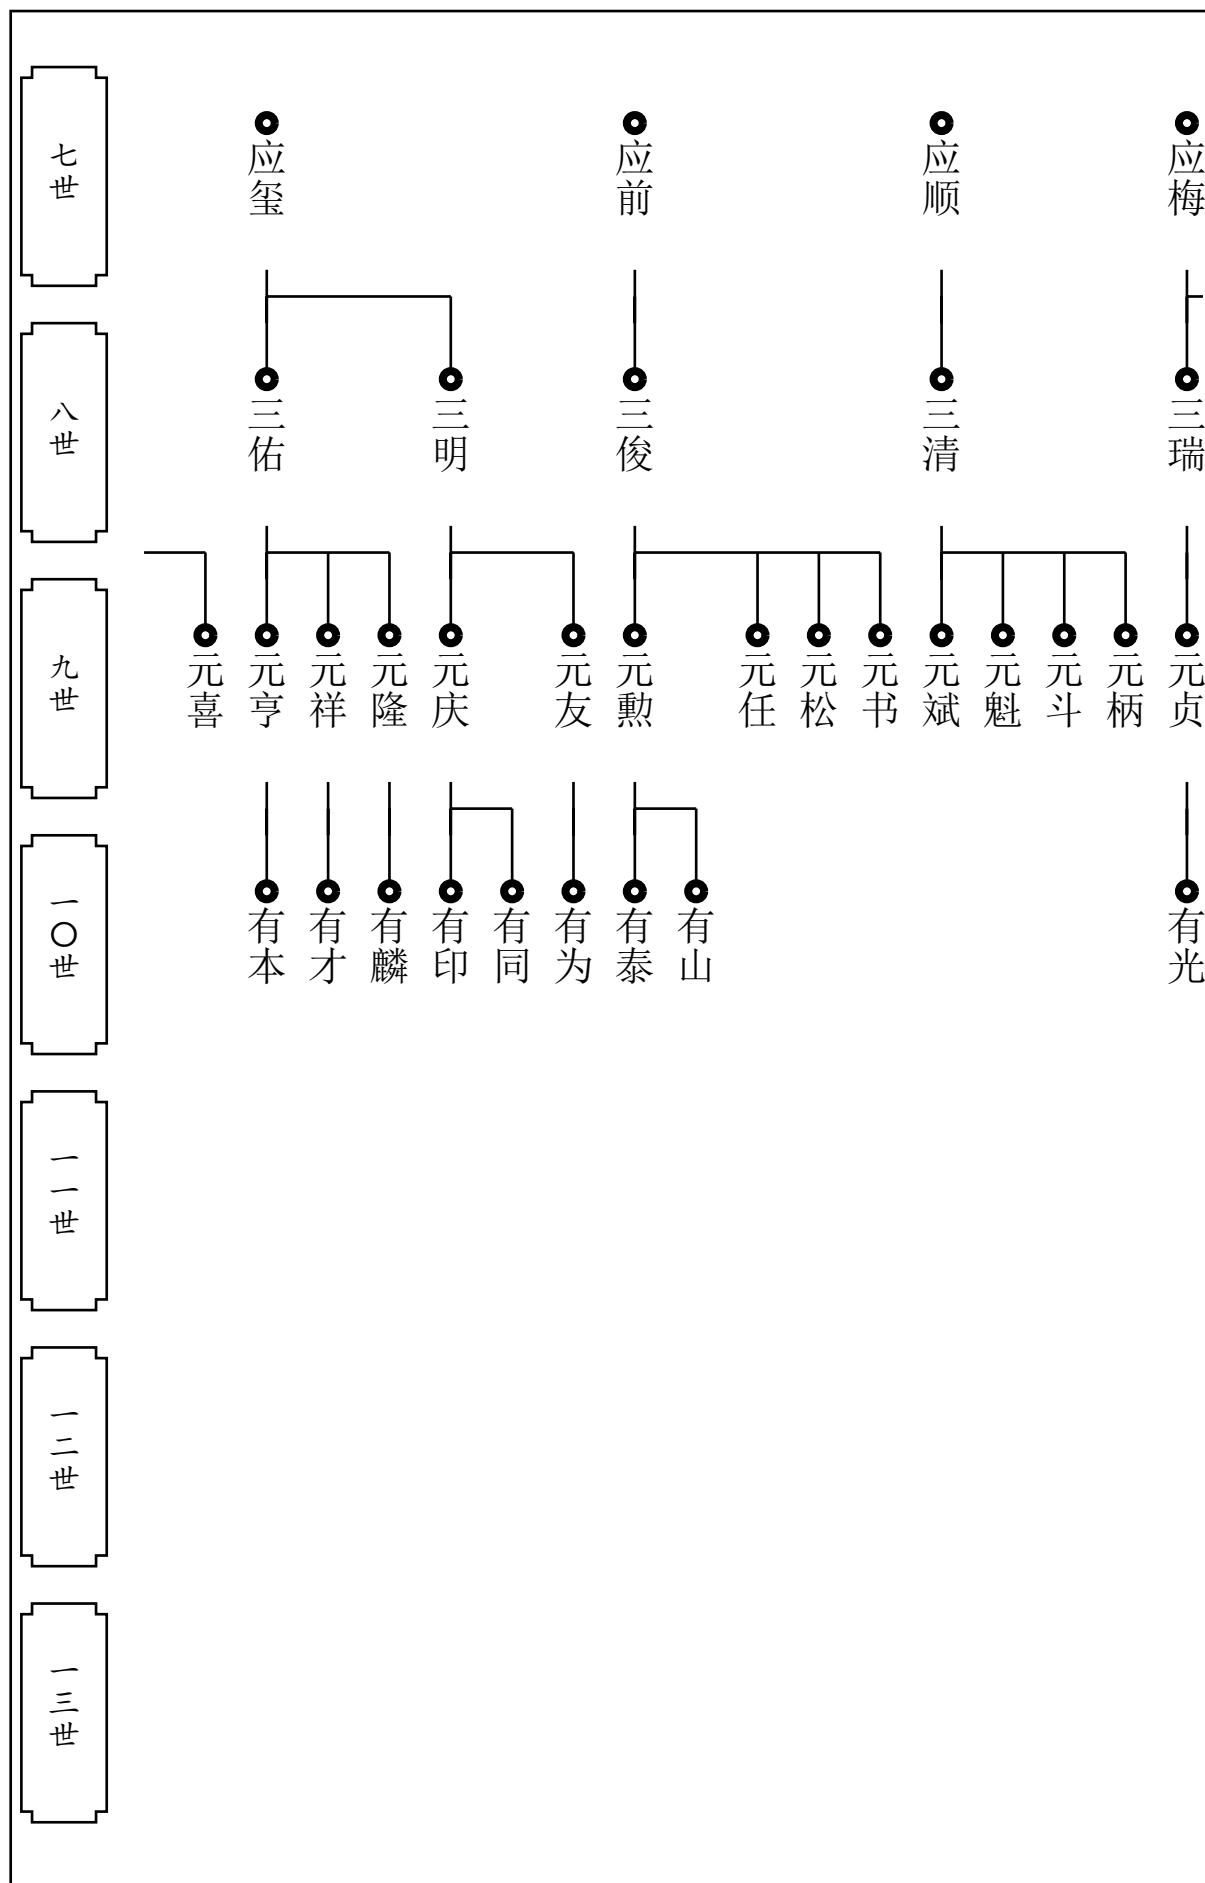 七世
应玺
应前
应顺
应梅
八世
三佑
三明
三俊
三清
三瑞
九世
元喜
元亨
元祥
元隆
元庆
元友
元勲
元任
元松
元书
元斌
元魁
元斗
元柄
元贞
一〇世
有本
有才
有麟
有印
有同
有为
有泰
有山
有光
一一世
一二世
一三世